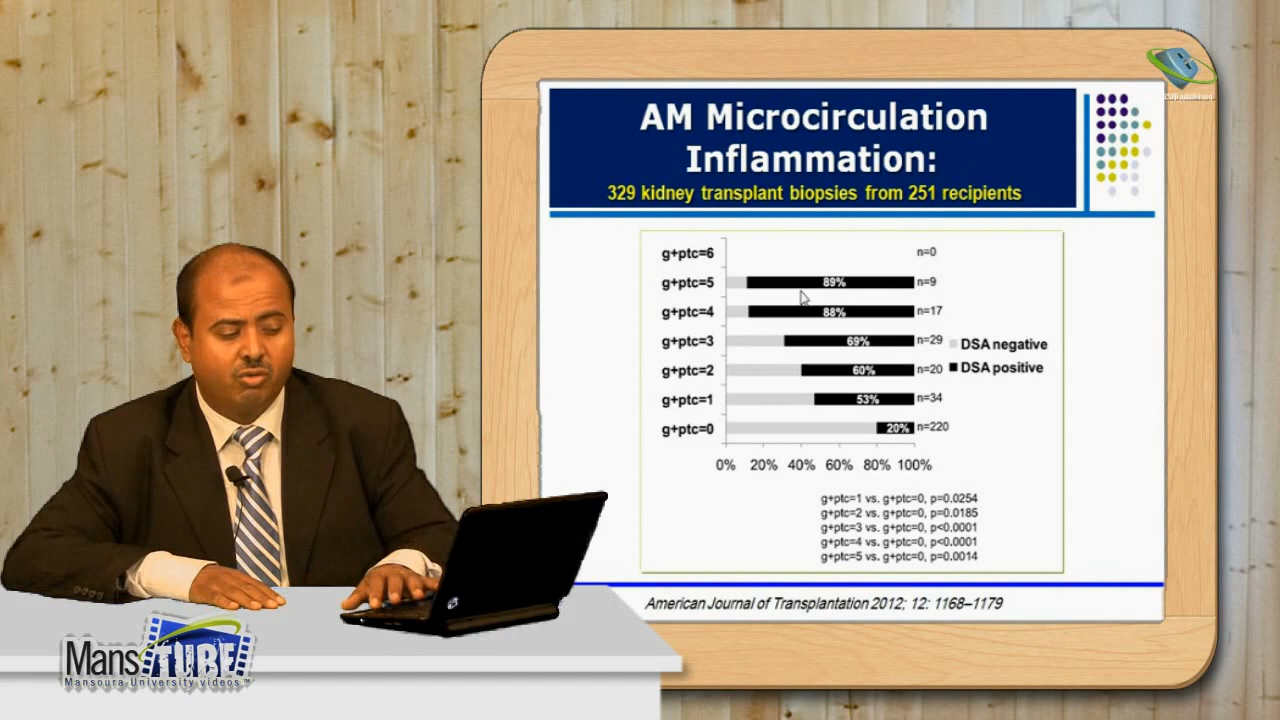 AM Microcirculation
Inflammation:
329 kidney transplant biopsies from 251 recipients
g+ptc=6 n=0
g+ptc=5 89% n=9
g+ptc=4 88% n=17
g+ptc=3 69% n=29
g+ptc=2 60% n=20
g+ptc=1 53% n=34
g+ptc=0 20% n=220
DSA negative
DSA positive
0% 20% 40% 60% 80% 100%
g+ptc=1 vs. g+ptc=0, p=0.0254
g+ptc=2 vs. g+ptc=0, p=0.0185
g+ptc=3 vs. g+ptc=0, p<0.0001
g+ptc=4 vs. g+ptc=0, p<0.0001
g+ptc=5 vs. g+ptc=0, p=0.0014
American Journal of Transplantation 2012; 12: 1168–1179
Mans TUBE
Mansoura University videos